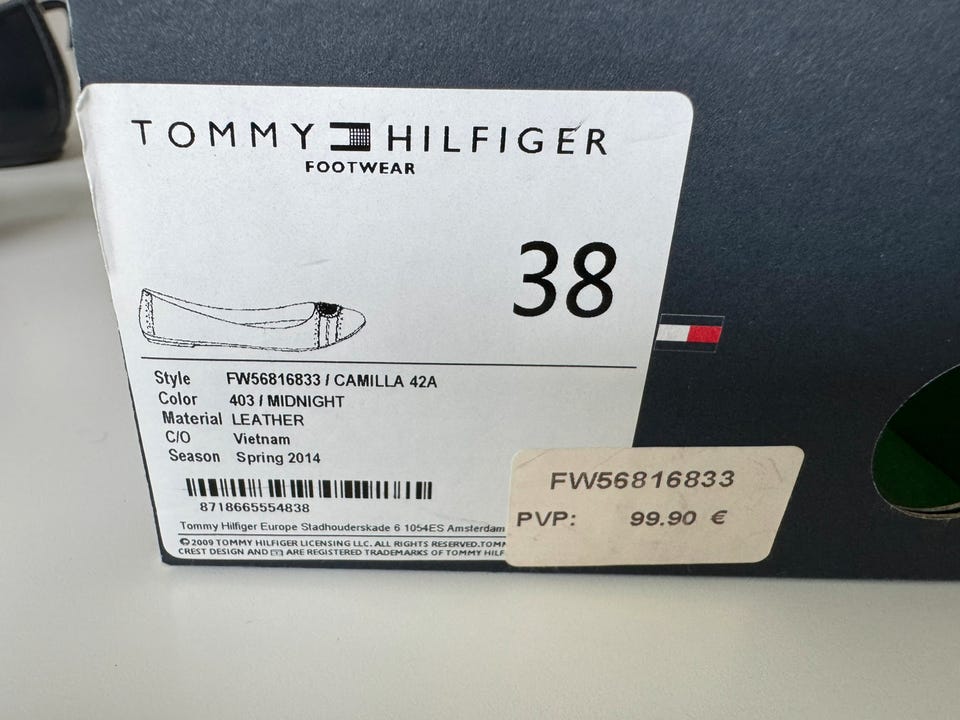 TOMMY HILFIGER
FOOTWEAR
38
Style FW56816833 / CAMILLA 42A
Color 403 / MIDNIGHT
Material LEATHER
C/O Vietnam
Season Spring 2014
8718665554838
Tommy Hilfiger Europe Stadhouderskade 6 1054ES Amsterdam
©2009 TOMMY HILFIGER LICENSING LLC. ALL RIGHTS RESERVED.
CREST DESIGN AND ARE REGISTERED TRADEMARKS OF TOMMY
FW56816833
PVP: 99.90 €